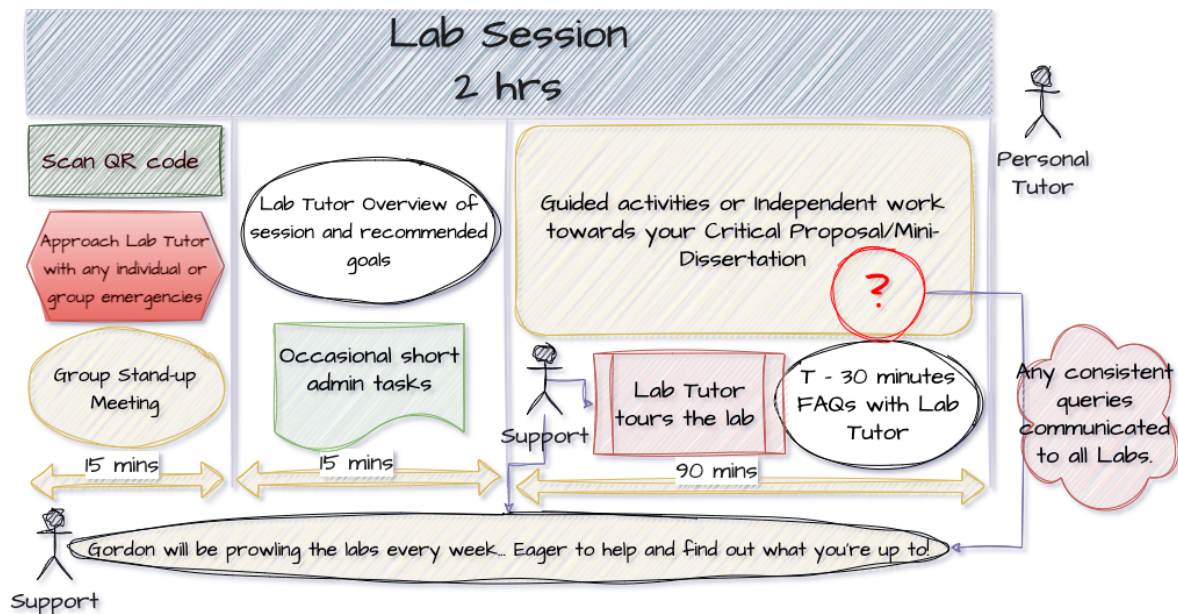 Lab Session
2 hrs
Scan QR code
Approach Lab Tutor
with any individual or
group emergencies
Group Stand-up
Meeting
15 mins
Lab Tutor Overview of
session and recommended
goals
Occasional short
admin tasks
15 mins
Guided activities or Independent work
towards your Critical Proposal/Mini-
Dissertation
?
Support
Lab Tutor
tours the lab
T - 30 minutes
FAQs with Lab
Tutor
90 mins
Personal
Tutor
Any consistent
queries
communicated
to all Labs.
Gordon will be prowling the labs every week... Eager to help and find out what you're up to!
Support